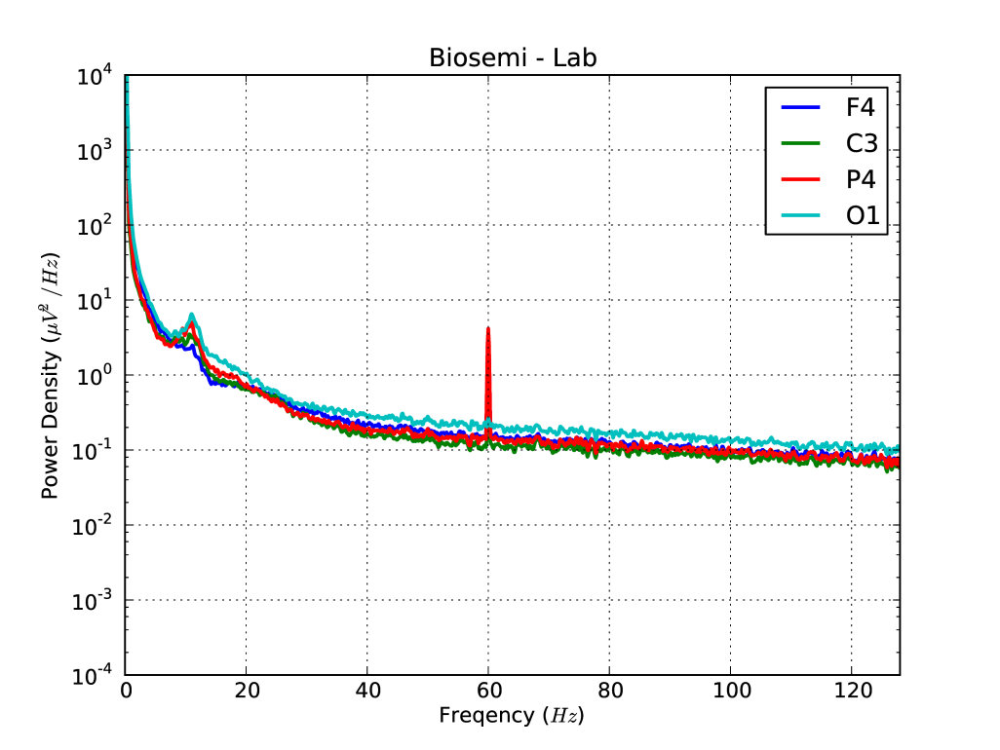 Biosemi - Lab
F4
C3
P4
O1
10^4
10^3
10^2
10^1
10^0
10^-1
10^-2
10^-3
10^-4
Power Density (μV² /Hz)
0 20 40 60 80 100 120
Freqency (Hz)